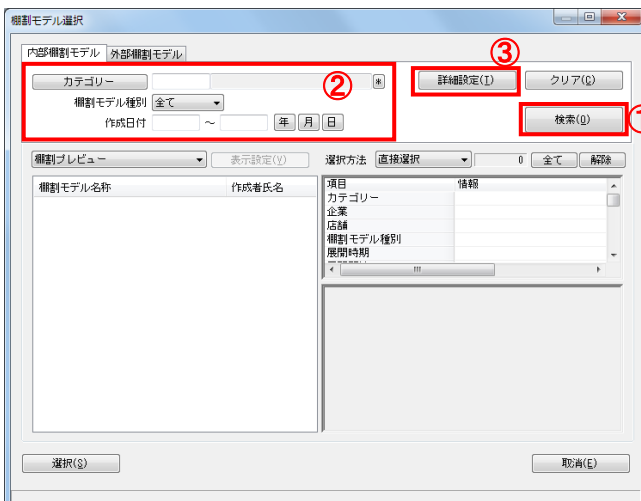 棚割モデル選択
内部棚割モデル 外部棚割モデル
③
カテゴリー ② * 詳細設定(I) クリア(C)
棚割モデル種別 全て
作成日付 ～ 年 月 日 検索(Q) ①
棚割プレビュー 表示設定(V) 選択方法 直接選択 0 全て 解除
棚割モデル名称 作成者氏名 項目 情報
カテゴリー
企業
店舗
棚割モデル種別
展開時期
選択(S) 取消(E)